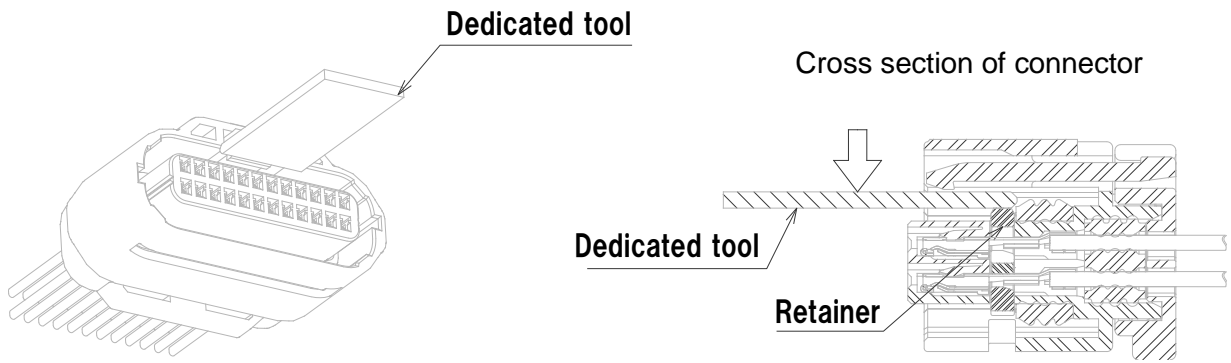 Dedicated tool
Cross section of connector
Dedicated tool
Retainer